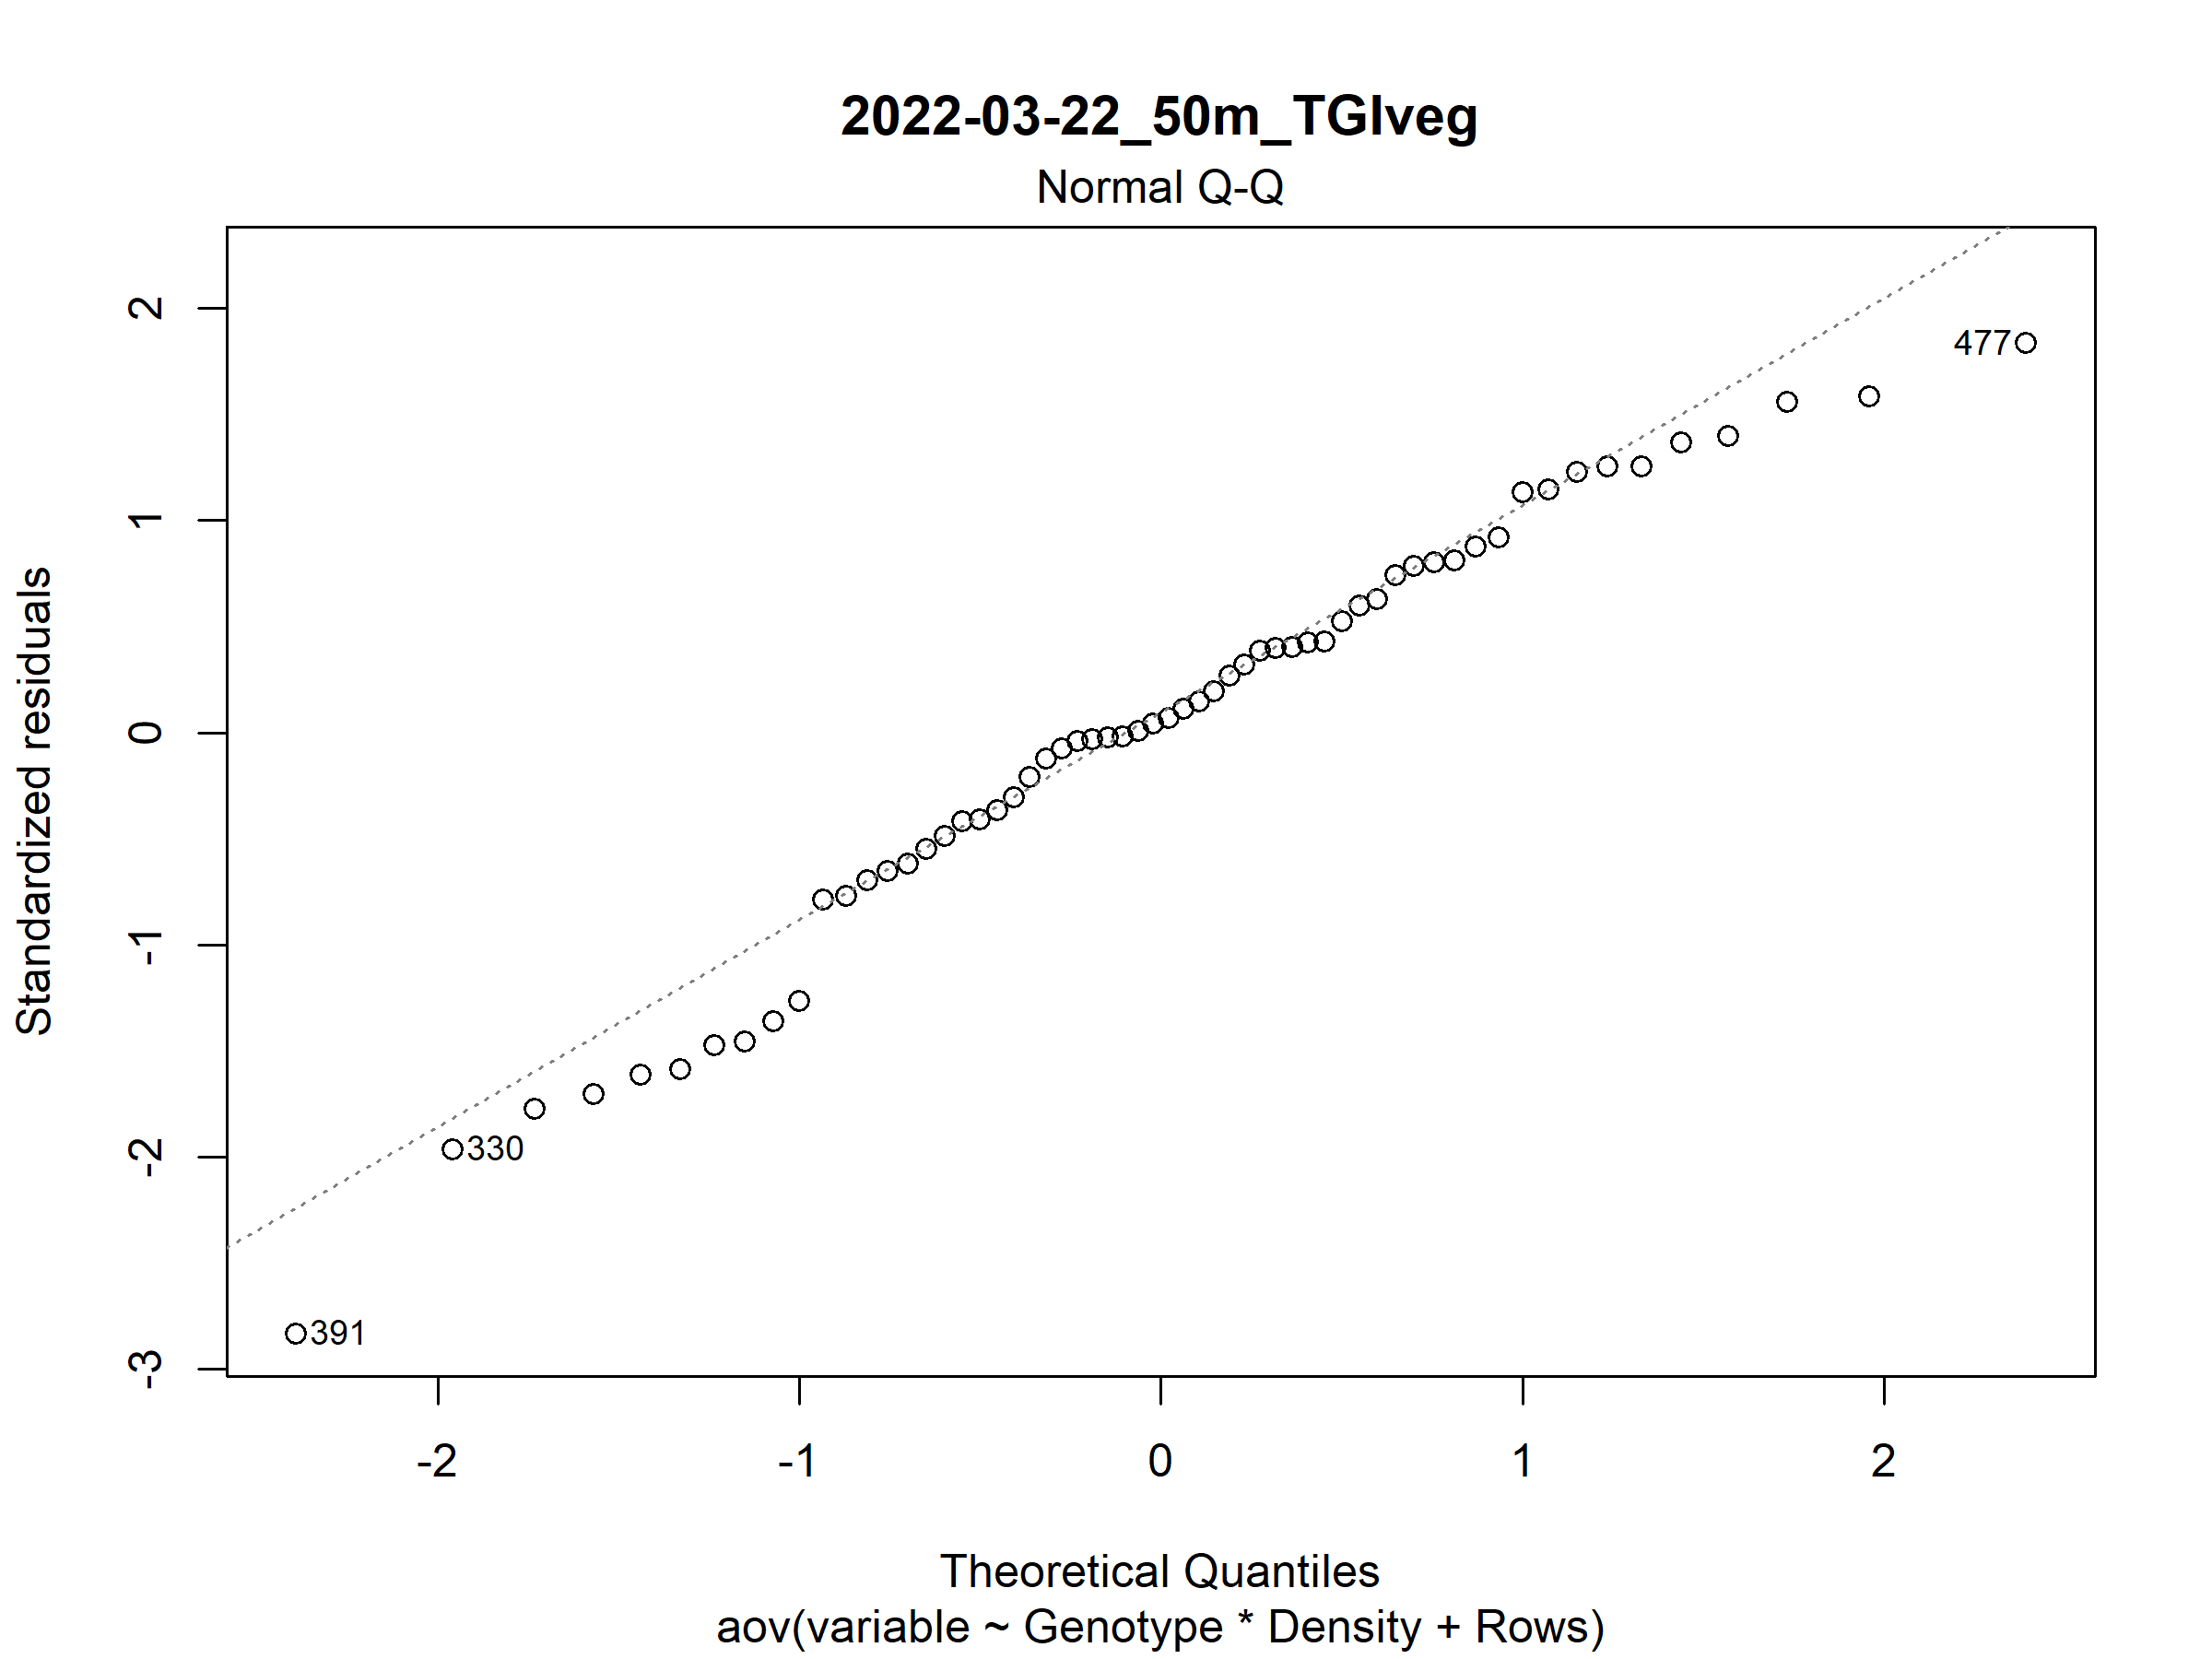 2022-03-22_50m_TGIveg
Normal Q-Q
Standardized residuals
2
1
0
-1
-2
-3
477
330
391
-2 -1 0 1 2
Theoretical Quantiles
aov(variable ~ Genotype * Density + Rows)